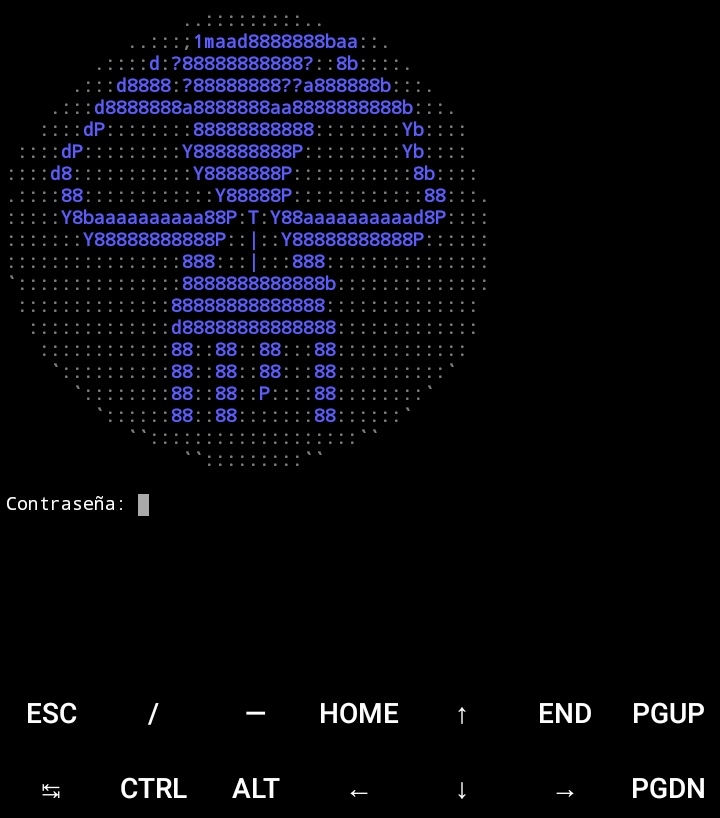 ..:::::::::..
..:::;1maad8888888baa::.
.::::d:?88888888888?::8b::::.
.:::d8888:?88888888??a888888b:::.
.:::d8888888a8888888aa8888888888b:::.
::::dP::::::::88888888888::::::::Yb::::
::::dP:::::::::Y888888888P:::::::::Yb::::
::::d8:::::::::::Y8888888P:::::::::::8b::::
.::::88::::::::::::Y88888P::::::::::::88::::.
:::::Y8baaaaaaaaaa88P:T:Y88aaaaaaaaaad8P::::
:::::::Y88888888888P::|::Y88888888888P::::::
::::::::::::::::888:::|:::888:::::::::::::::
`:::::::::::::::8888888888888b::::::::::::::
::::::::::::::88888888888888::::::::::::::
:::::::::::::d88888888888888:::::::::::::
::::::::::::88::88::88:::88::::::::::::
`::::::::::88::88::88:::88::::::::::`
`::::::::88::88::P::::88::::::::`
`::::::88::88:::::::88::::::`
``:::::::::::::::::::``
``:::::::::``
Contraseña:
ESC / — HOME ↑ END PGUP
↹ CTRL ALT ← ↓ → PGDN